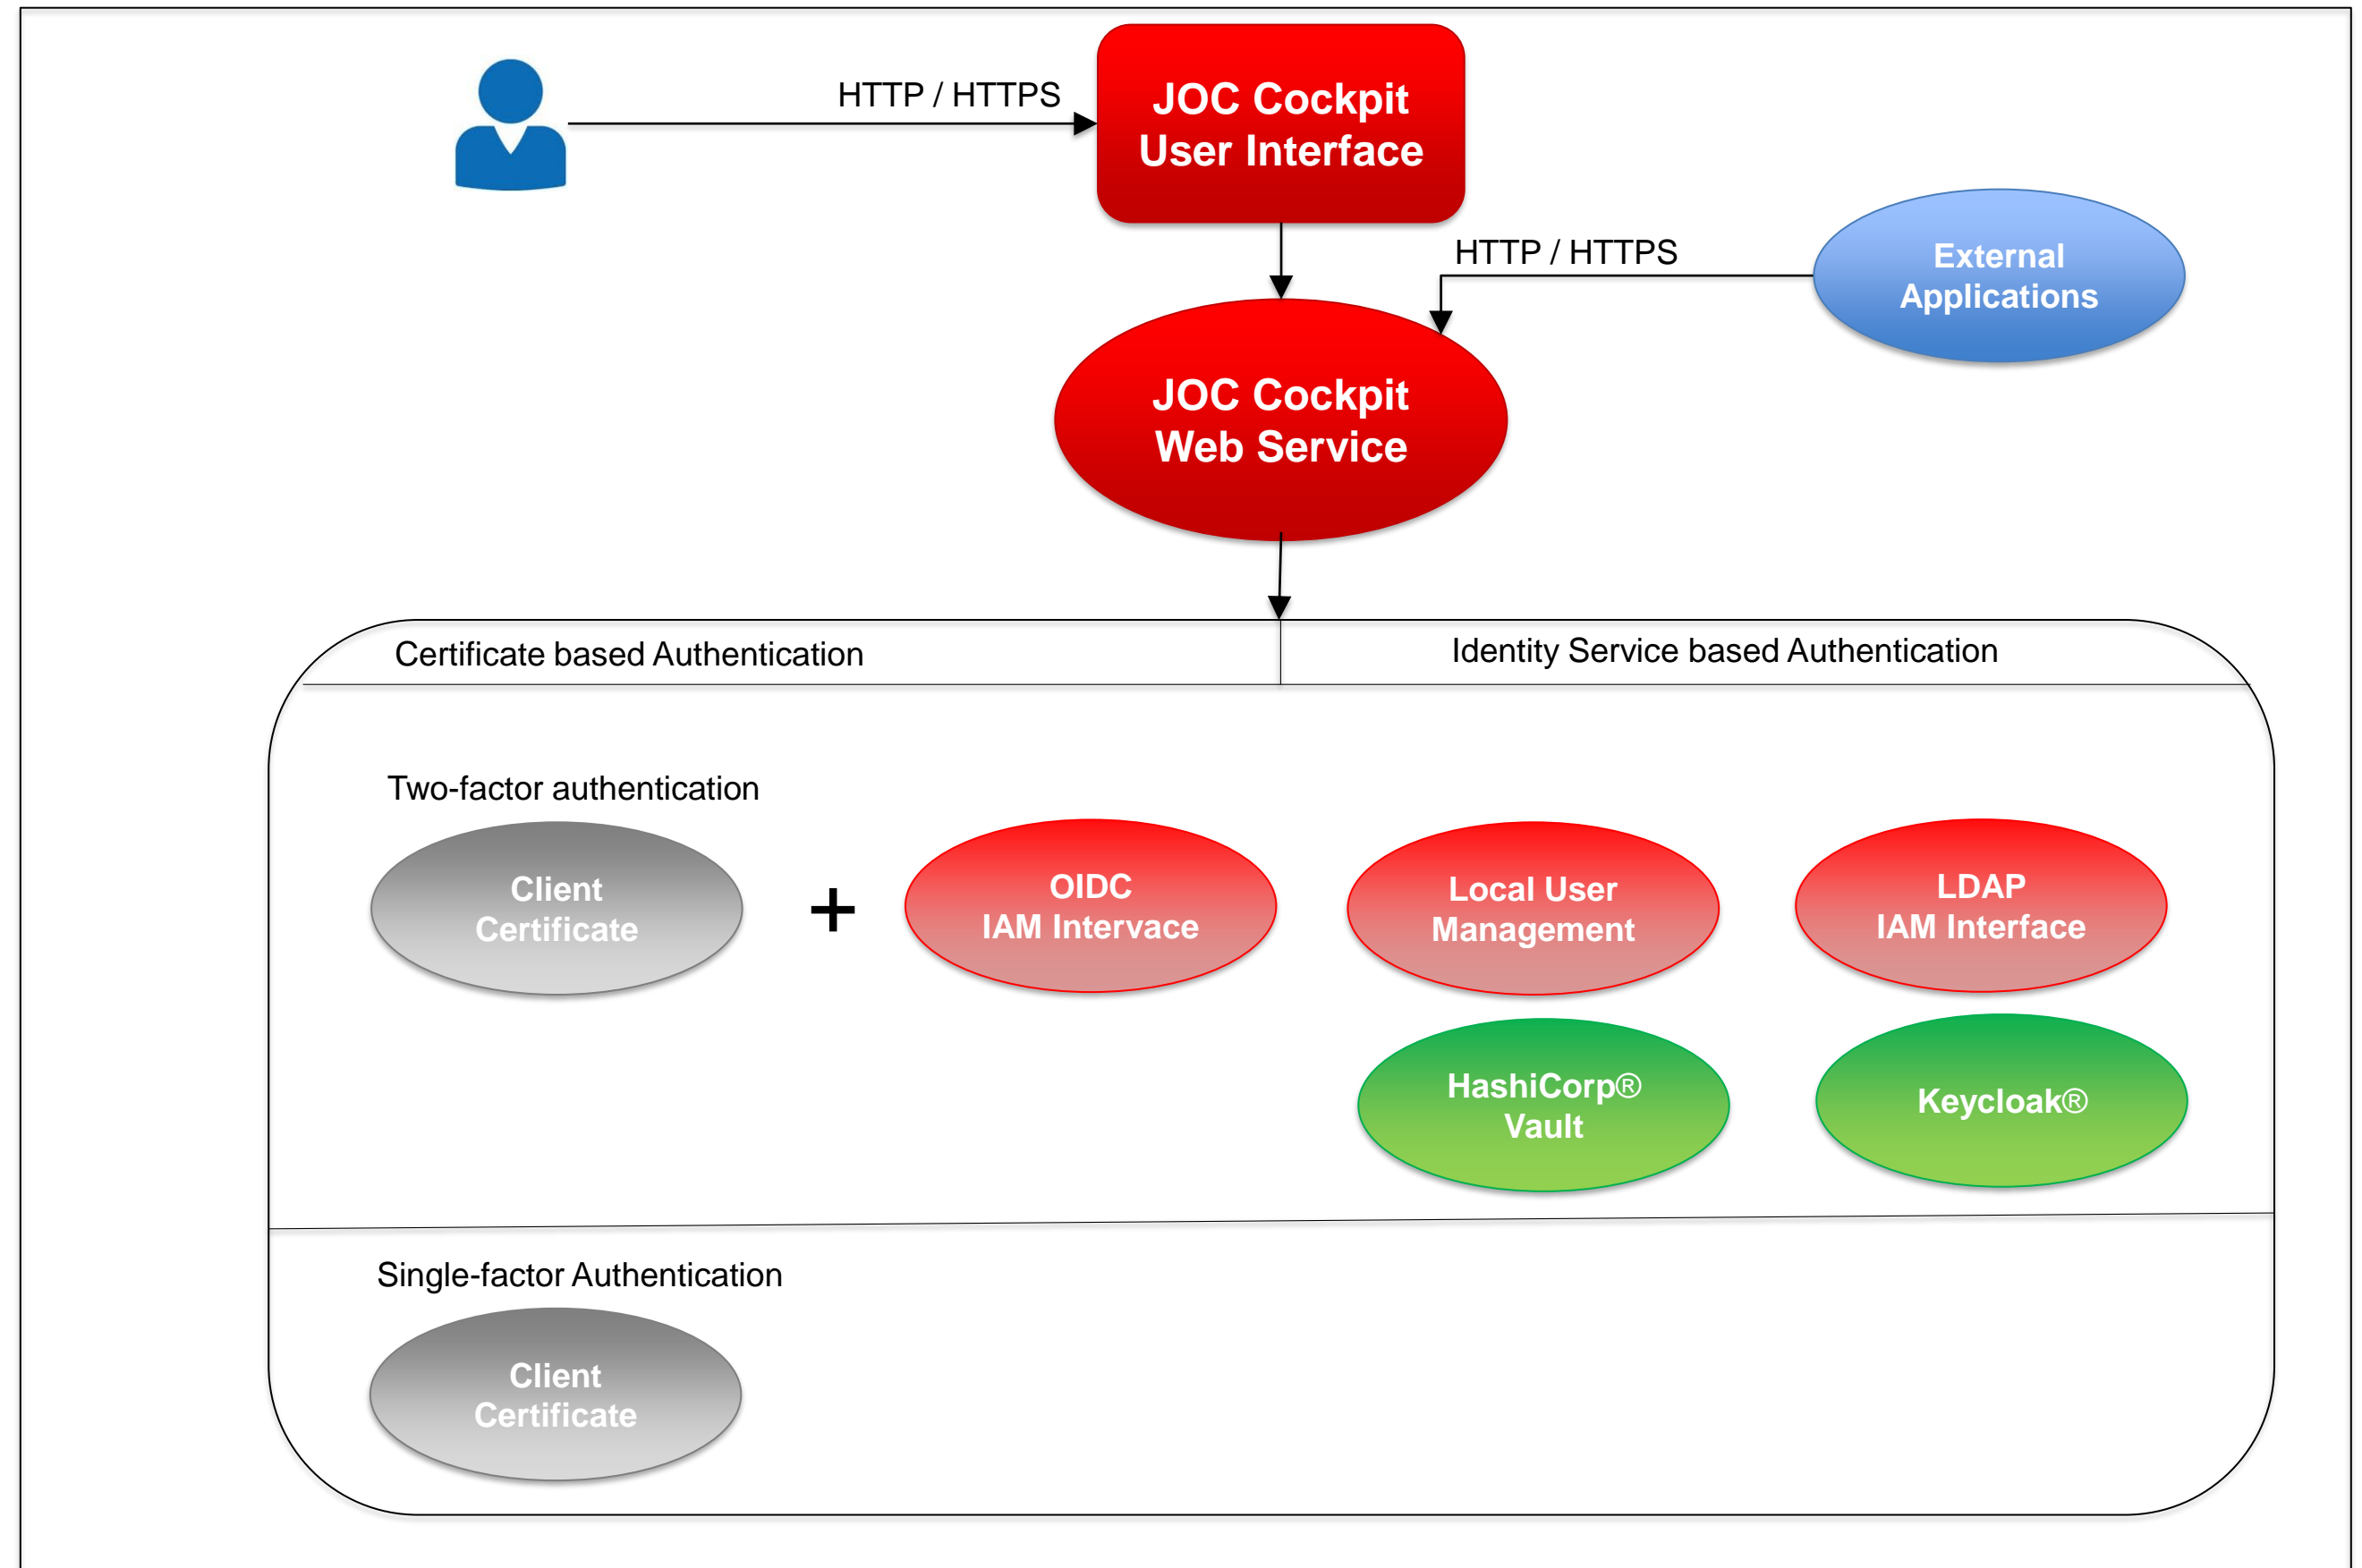 HTTP / HTTPS
JOC Cockpit
User Interface
HTTP / HTTPS
External
Applications
JOC Cockpit
Web Service
Certificate based Authentication
Identity Service based Authentication
Two-factor authentication
Client
Certificate
+
OIDC
IAM Intervace
Local User
Management
LDAP
IAM Interface
HashiCorp®
Vault
Keycloak®
Single-factor Authentication
Client
Certificate